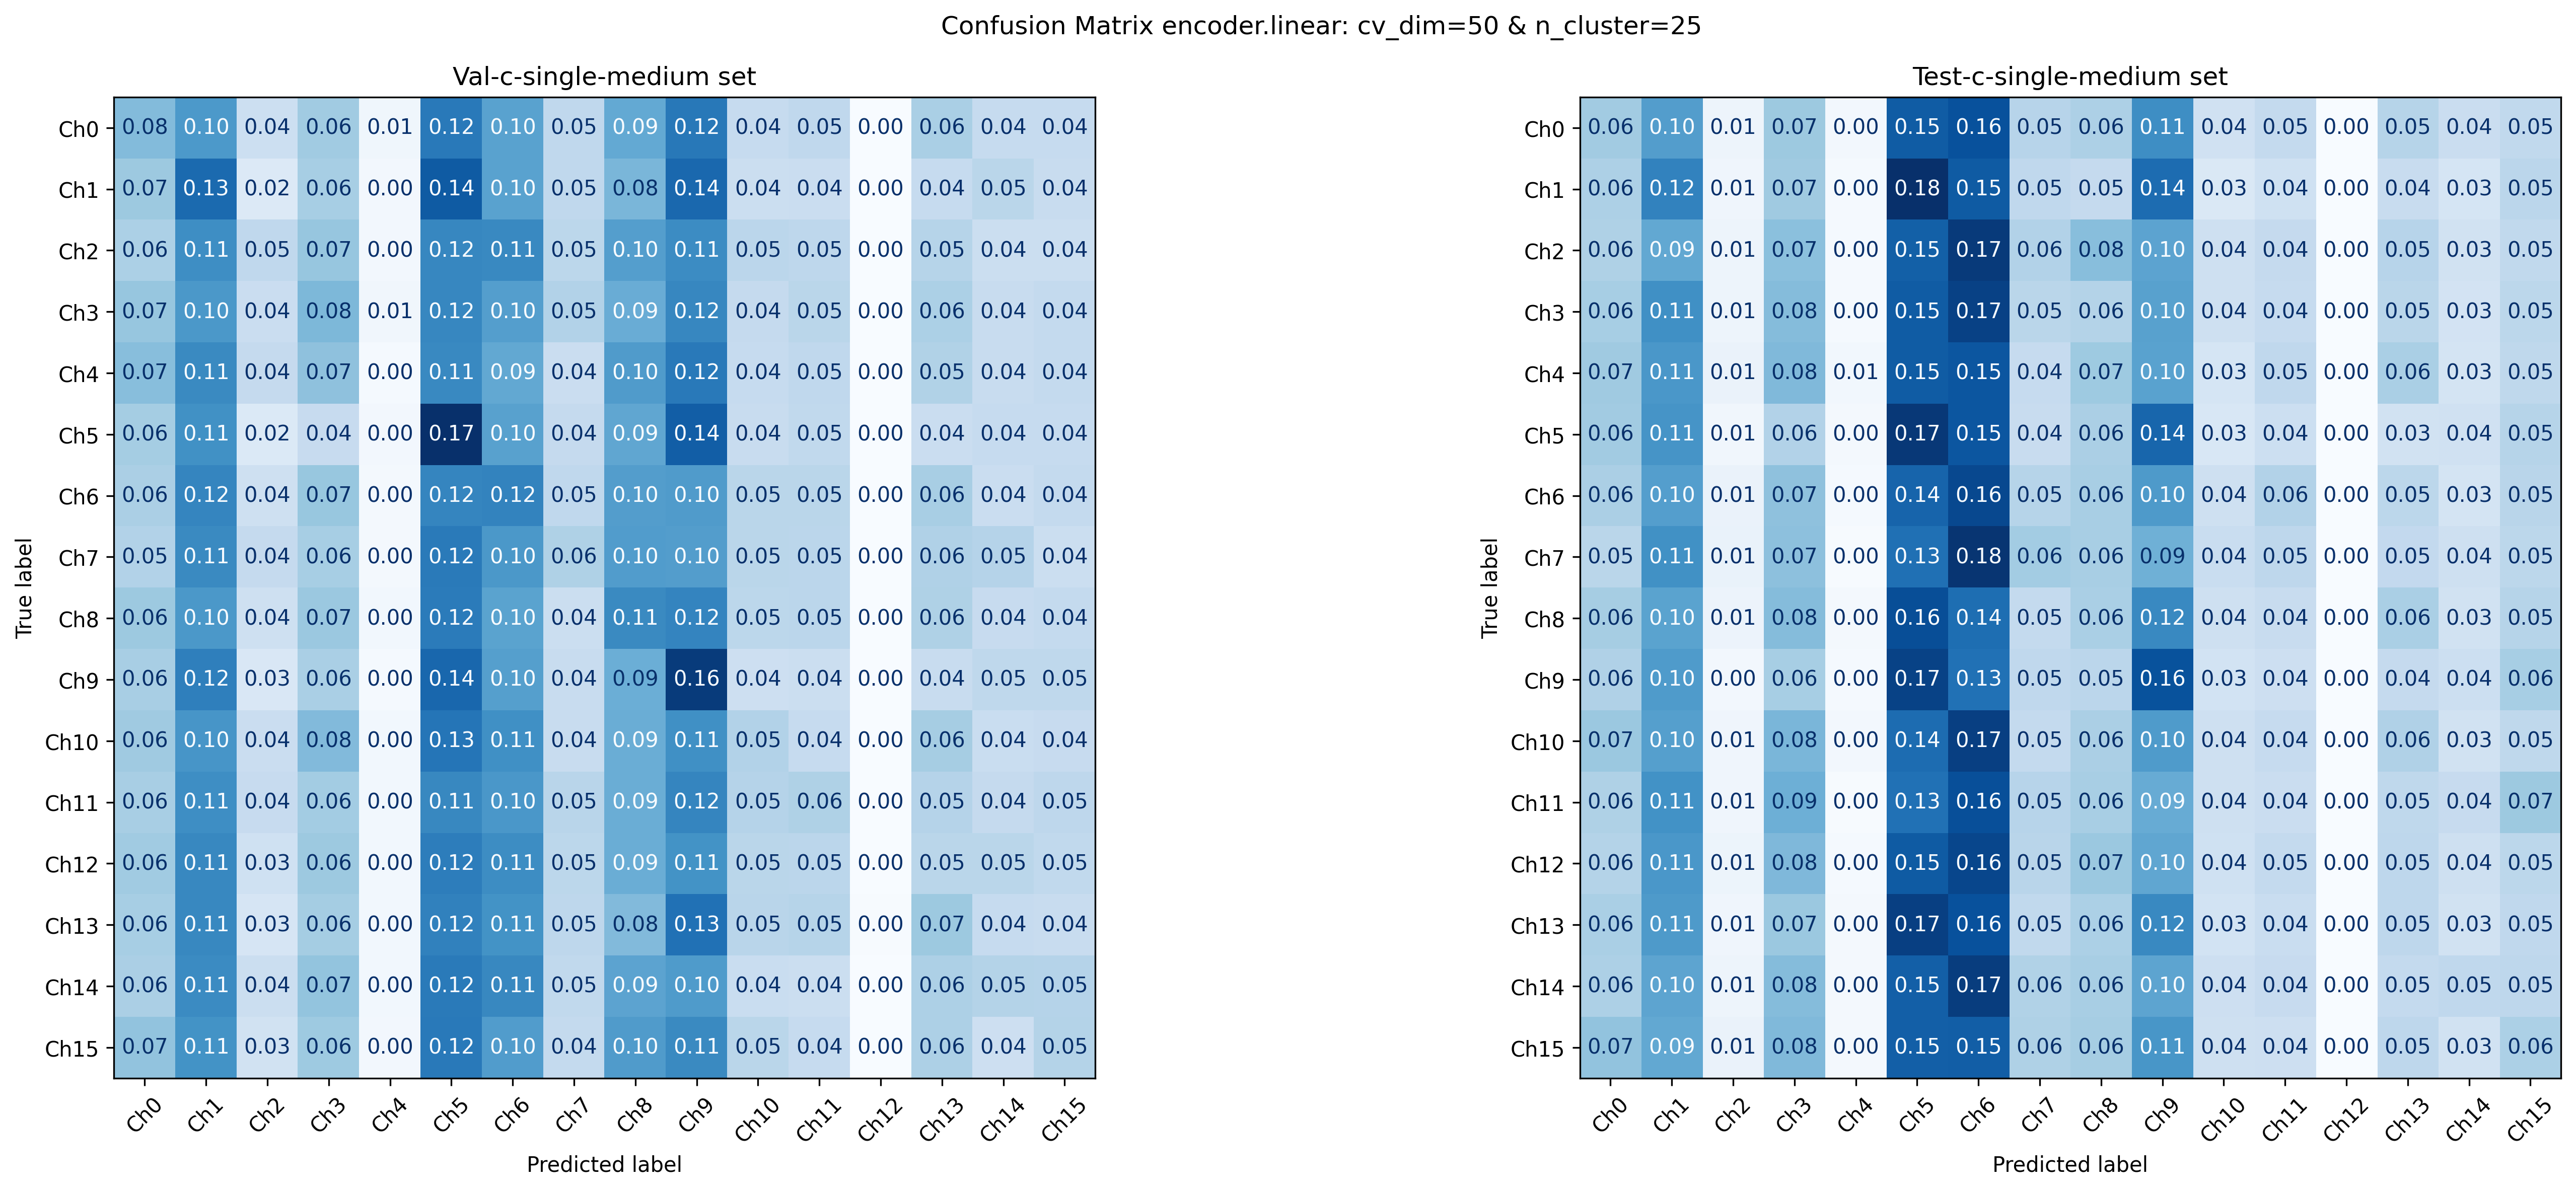 Confusion Matrix encoder.linear: cv_dim=50 & n_cluster=25
Val-c-single-medium set
True label
Ch0 0.08 0.10 0.04 0.06 0.01 0.12 0.10 0.05 0.09 0.12 0.04 0.05 0.00 0.06 0.04 0.04
Ch1 0.07 0.13 0.02 0.06 0.00 0.14 0.10 0.05 0.08 0.14 0.04 0.04 0.00 0.04 0.05 0.04
Ch2 0.06 0.11 0.05 0.07 0.00 0.12 0.11 0.05 0.10 0.11 0.05 0.05 0.00 0.05 0.04 0.04
Ch3 0.07 0.10 0.04 0.08 0.01 0.12 0.10 0.05 0.09 0.12 0.04 0.05 0.00 0.06 0.04 0.04
Ch4 0.07 0.11 0.04 0.07 0.00 0.11 0.09 0.04 0.10 0.12 0.04 0.05 0.00 0.05 0.04 0.04
Ch5 0.06 0.11 0.02 0.04 0.00 0.17 0.10 0.04 0.09 0.14 0.04 0.05 0.00 0.04 0.04 0.04
Ch6 0.06 0.12 0.04 0.07 0.00 0.12 0.12 0.05 0.10 0.10 0.05 0.05 0.00 0.06 0.04 0.04
Ch7 0.05 0.11 0.04 0.06 0.00 0.12 0.10 0.06 0.10 0.10 0.05 0.05 0.00 0.06 0.05 0.04
Ch8 0.06 0.10 0.04 0.07 0.00 0.12 0.10 0.04 0.11 0.12 0.05 0.05 0.00 0.06 0.04 0.04
Ch9 0.06 0.12 0.03 0.06 0.00 0.14 0.10 0.04 0.09 0.16 0.04 0.04 0.00 0.04 0.05 0.05
Ch10 0.06 0.10 0.04 0.08 0.00 0.13 0.11 0.04 0.09 0.11 0.05 0.04 0.00 0.06 0.04 0.04
Ch11 0.06 0.11 0.04 0.06 0.00 0.11 0.10 0.05 0.09 0.12 0.05 0.06 0.00 0.05 0.04 0.05
Ch12 0.06 0.11 0.03 0.06 0.00 0.12 0.11 0.05 0.09 0.11 0.05 0.05 0.00 0.05 0.05 0.05
Ch13 0.06 0.11 0.03 0.06 0.00 0.12 0.11 0.05 0.08 0.13 0.05 0.05 0.00 0.07 0.04 0.04
Ch14 0.06 0.11 0.04 0.07 0.00 0.12 0.11 0.05 0.09 0.10 0.04 0.04 0.00 0.06 0.05 0.05
Ch15 0.07 0.11 0.03 0.06 0.00 0.12 0.10 0.04 0.10 0.11 0.05 0.04 0.00 0.06 0.04 0.05
Ch0 Ch1 Ch2 Ch3 Ch4 Ch5 Ch6 Ch7 Ch8 Ch9 Ch10 Ch11 Ch12 Ch13 Ch14 Ch15
Predicted label
Test-c-single-medium set
True label
Ch0 0.06 0.10 0.01 0.07 0.00 0.15 0.16 0.05 0.06 0.11 0.04 0.05 0.00 0.05 0.04 0.05
Ch1 0.06 0.12 0.01 0.07 0.00 0.18 0.15 0.05 0.05 0.14 0.03 0.04 0.00 0.04 0.03 0.05
Ch2 0.06 0.09 0.01 0.07 0.00 0.15 0.17 0.06 0.08 0.10 0.04 0.04 0.00 0.05 0.03 0.05
Ch3 0.06 0.11 0.01 0.08 0.00 0.15 0.17 0.05 0.06 0.10 0.04 0.04 0.00 0.05 0.03 0.05
Ch4 0.07 0.11 0.01 0.08 0.01 0.15 0.15 0.04 0.07 0.10 0.03 0.05 0.00 0.06 0.03 0.05
Ch5 0.06 0.11 0.01 0.06 0.00 0.17 0.15 0.04 0.06 0.14 0.03 0.04 0.00 0.03 0.04 0.05
Ch6 0.06 0.10 0.01 0.07 0.00 0.14 0.16 0.05 0.06 0.10 0.04 0.06 0.00 0.05 0.03 0.05
Ch7 0.05 0.11 0.01 0.07 0.00 0.13 0.18 0.06 0.06 0.09 0.04 0.05 0.00 0.05 0.04 0.05
Ch8 0.06 0.10 0.01 0.08 0.00 0.16 0.14 0.05 0.06 0.12 0.04 0.04 0.00 0.06 0.03 0.05
Ch9 0.06 0.10 0.00 0.06 0.00 0.17 0.13 0.05 0.05 0.16 0.03 0.04 0.00 0.04 0.04 0.06
Ch10 0.07 0.10 0.01 0.08 0.00 0.14 0.17 0.05 0.06 0.10 0.04 0.04 0.00 0.06 0.03 0.05
Ch11 0.06 0.11 0.01 0.09 0.00 0.13 0.16 0.05 0.06 0.09 0.04 0.04 0.00 0.05 0.04 0.07
Ch12 0.06 0.11 0.01 0.08 0.00 0.15 0.16 0.05 0.07 0.10 0.04 0.05 0.00 0.05 0.04 0.05
Ch13 0.06 0.11 0.01 0.07 0.00 0.17 0.16 0.05 0.06 0.12 0.03 0.04 0.00 0.05 0.03 0.05
Ch14 0.06 0.10 0.01 0.08 0.00 0.15 0.17 0.06 0.06 0.10 0.04 0.04 0.00 0.05 0.05 0.05
Ch15 0.07 0.09 0.01 0.08 0.00 0.15 0.15 0.06 0.06 0.11 0.04 0.04 0.00 0.05 0.03 0.06
Ch0 Ch1 Ch2 Ch3 Ch4 Ch5 Ch6 Ch7 Ch8 Ch9 Ch10 Ch11 Ch12 Ch13 Ch14 Ch15
Predicted label